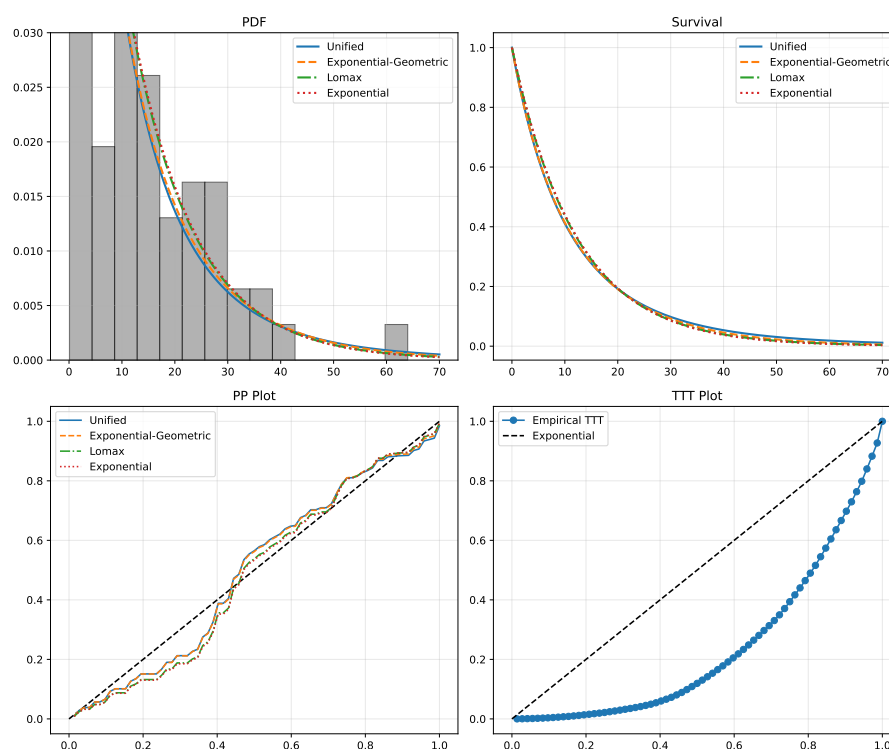 PDF
0.030
0.025
0.020
0.015
0.010
0.005
0.000
0 10 20 30 40 50 60 70
Unified
Exponential-Geometric
Lomax
Exponential
Survival
1.0
0.8
0.6
0.4
0.2
0.0
0 10 20 30 40 50 60 70
Unified
Exponential-Geometric
Lomax
Exponential
PP Plot
1.0
0.8
0.6
0.4
0.2
0.0
0.0 0.2 0.4 0.6 0.8 1.0
Unified
Exponential-Geometric
Lomax
Exponential
TTT Plot
1.0
0.8
0.6
0.4
0.2
0.0
0.0 0.2 0.4 0.6 0.8 1.0
Empirical TTT
Exponential